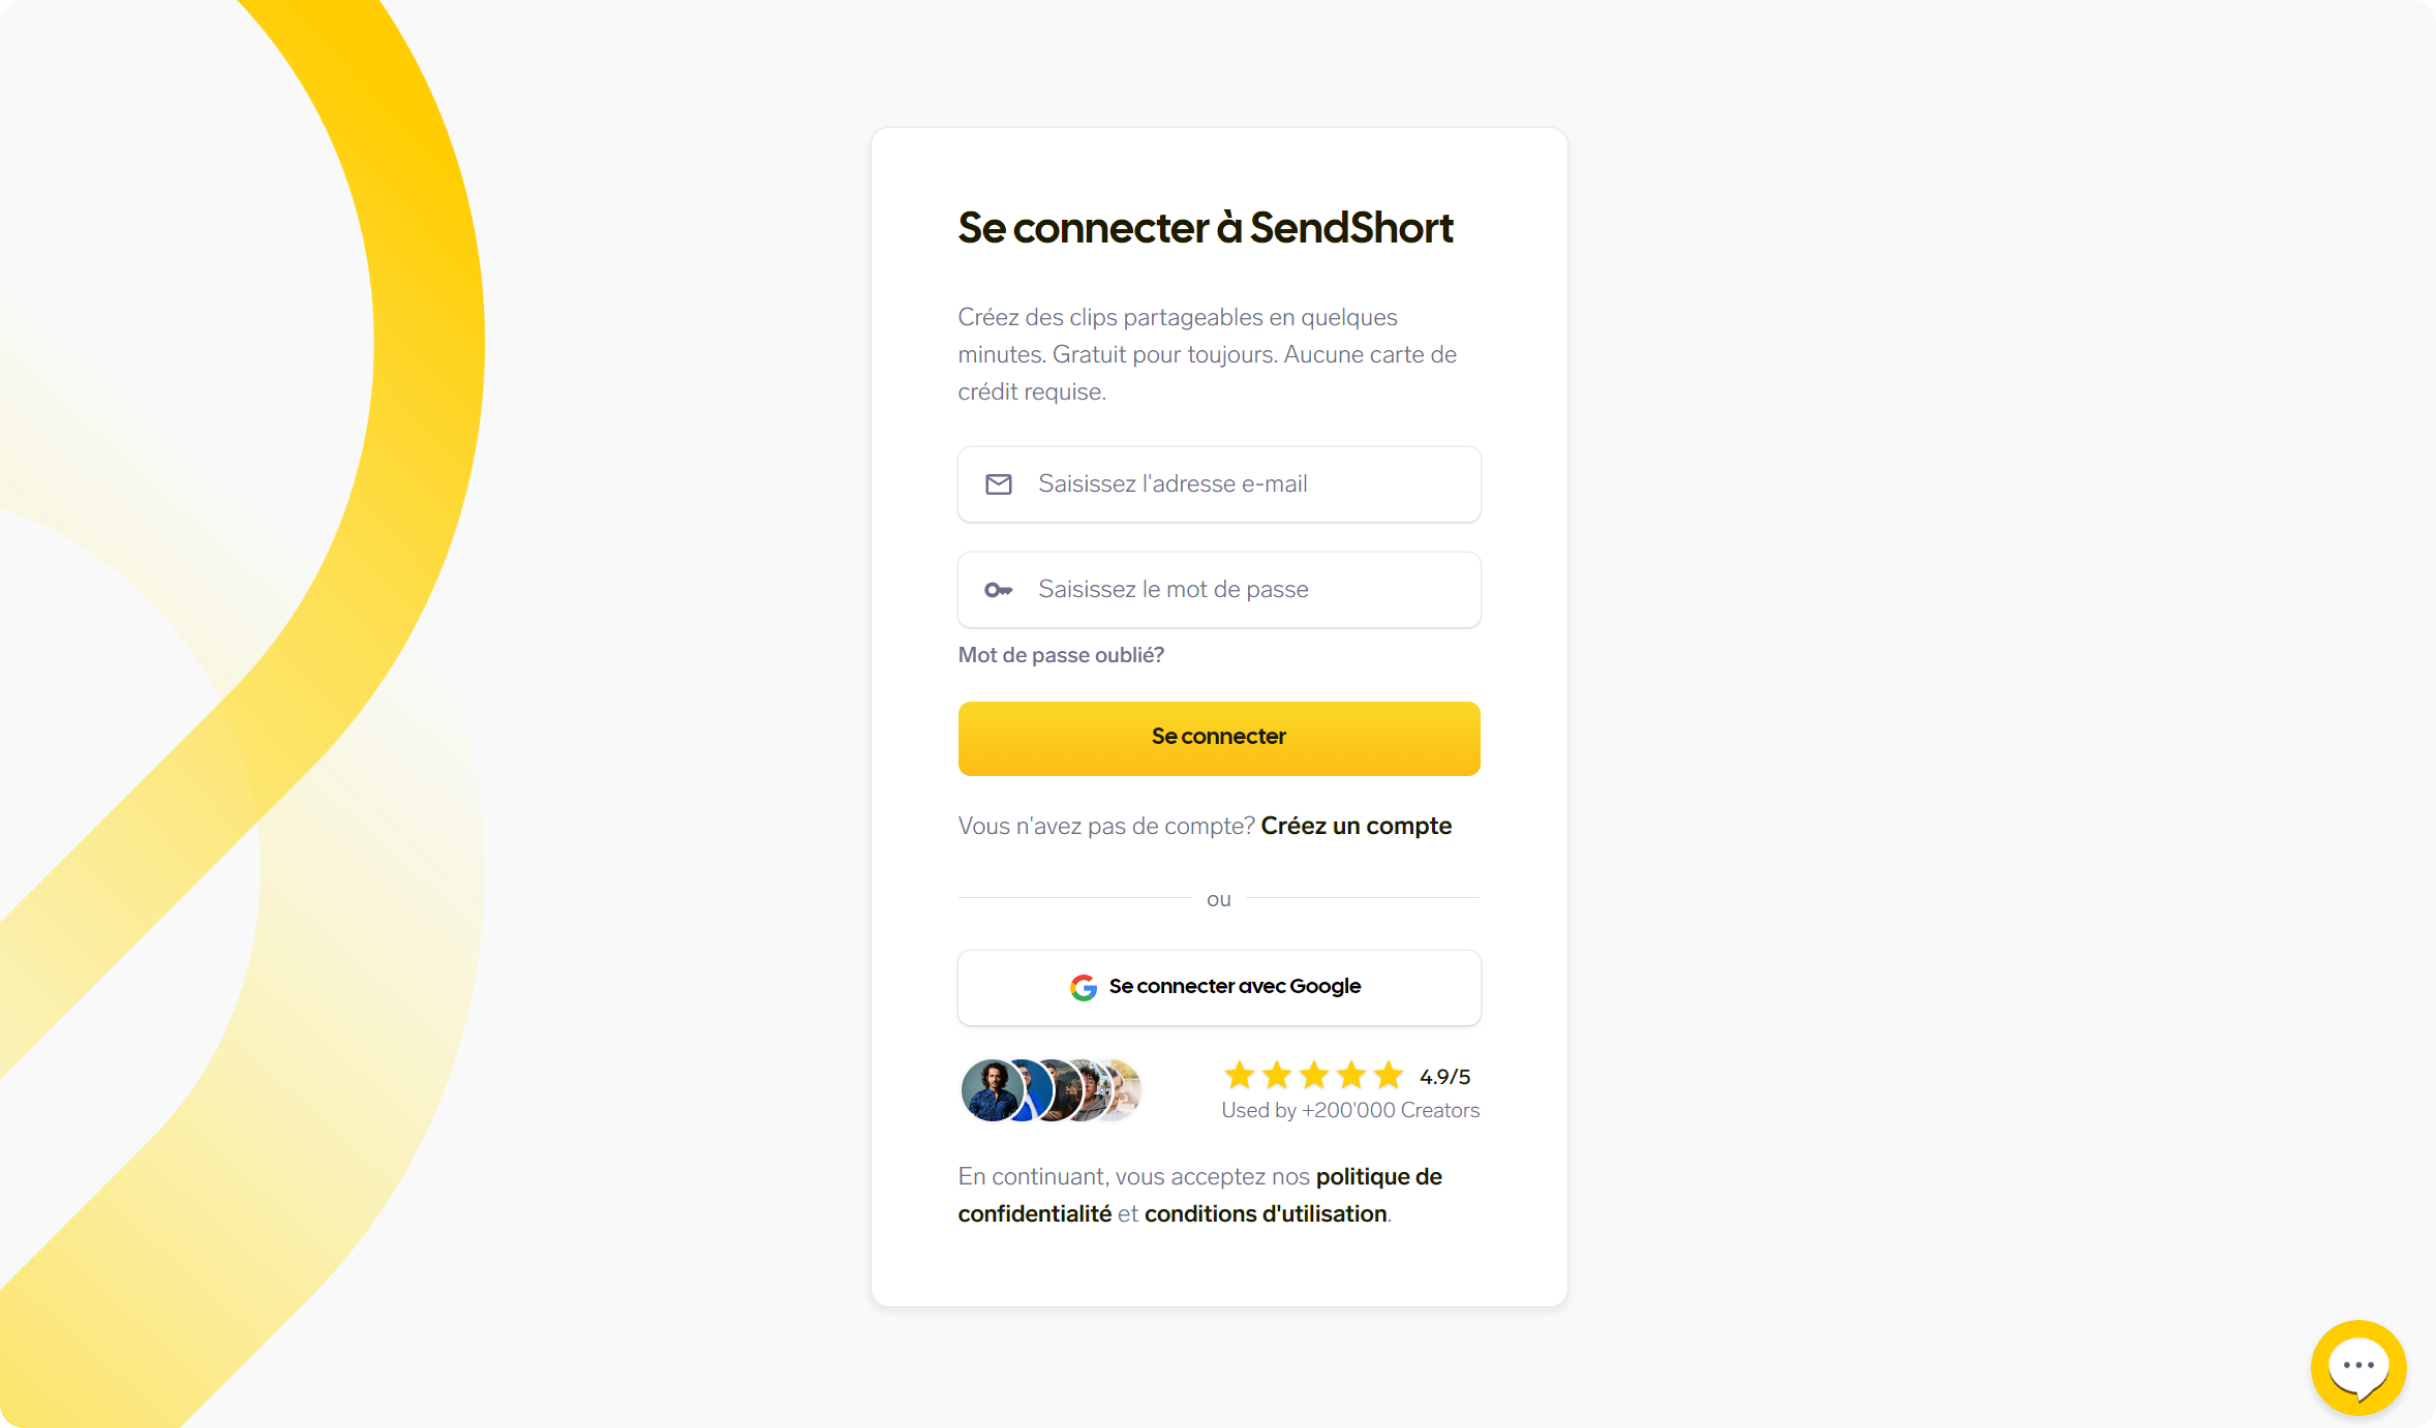 Se connecter à SendShort
Créez des clips partageables en quelques
minutes. Gratuit pour toujours. Aucune carte de
crédit requise.
Saisissez l'adresse e-mail
Saisissez le mot de passe
Mot de passe oublié?
Se connecter
Vous n'avez pas de compte? Créez un compte
ou
Se connecter avec Google
4.9/5
Used by +200'000 Creators
En continuant, vous acceptez nos politique de
confidentialité et conditions d'utilisation.